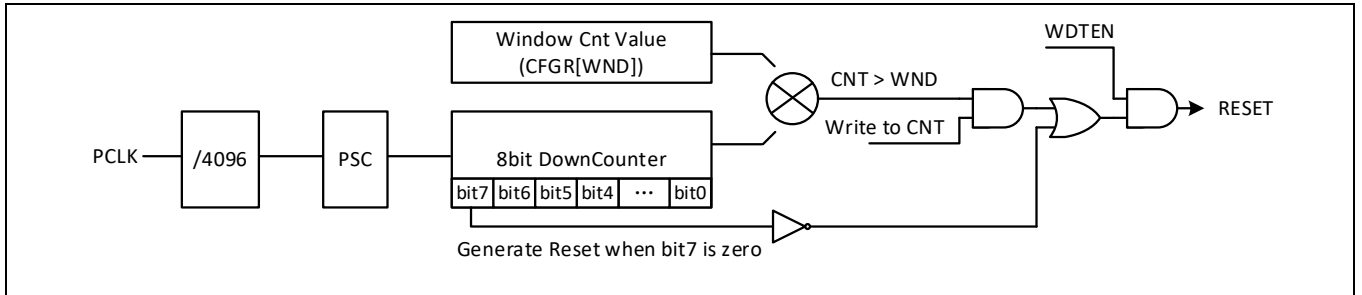 Window Cnt Value
(CFGR[WND])
WDTEN
CNT > WND
RESET
Write to CNT
PCLK
/4096
PSC
8bit DownCounter
bit7 bit6 bit5 bit4 ··· bit0
Generate Reset when bit7 is zero